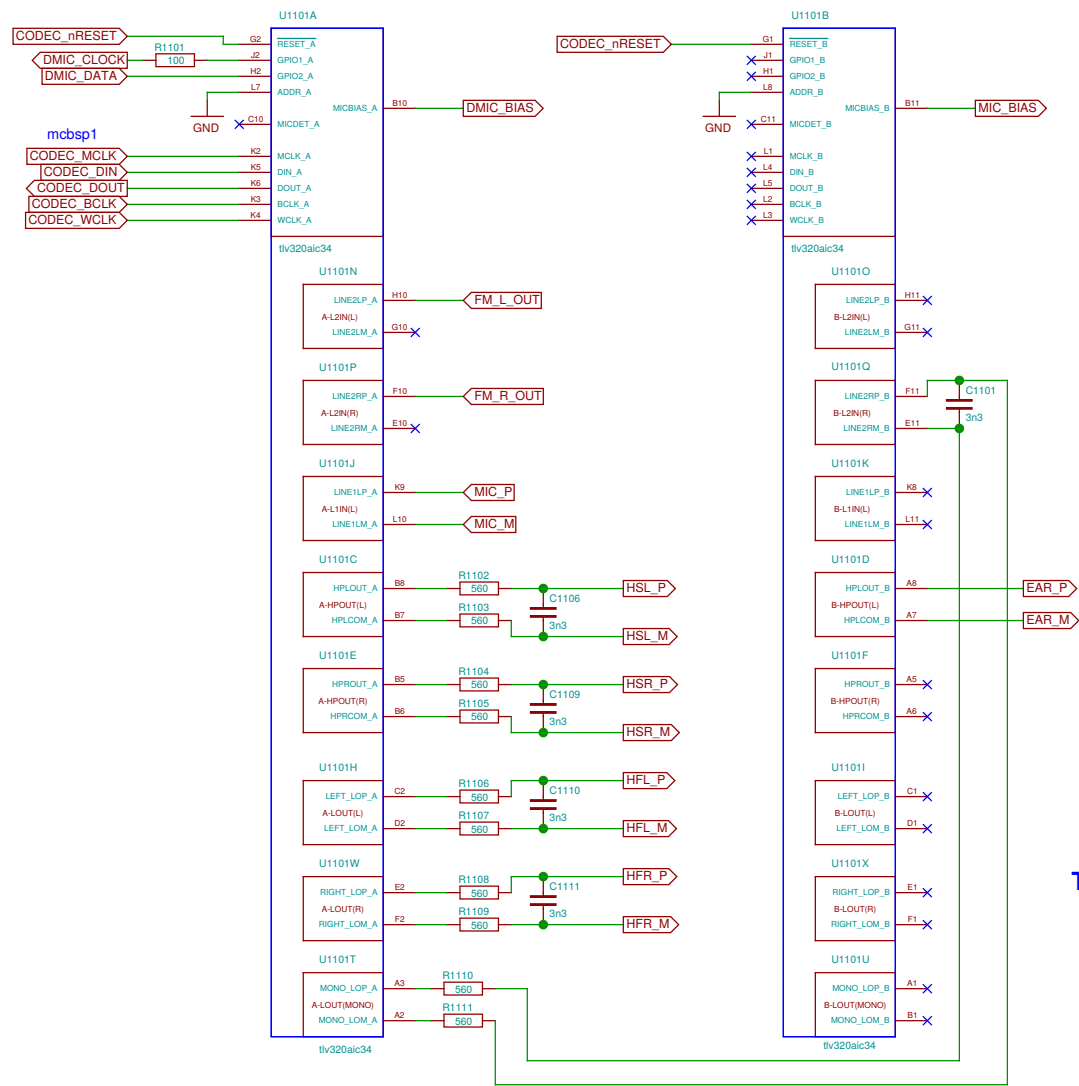 U1101A
CODEC_nRESET
G2
RESET_A
R1101
DMIC_CLOCK
100
J2
GPIO1_A
DMIC_DATA
H2
GPIO2_A
L7
ADDR_A
MICBIAS_A
B10
DMIC_BIAS
GND
C10
MICDET_A
mcbsp1
CODEC_MCLK
K2
MCLK_A
CODEC_DIN
K5
DIN_A
CODEC_DOUT
K6
DOUT_A
CODEC_BCLK
K3
BCLK_A
CODEC_WCLK
K4
WCLK_A
tlv320aic34
U1101N
LINE2LP_A
H10
FM_L_OUT
A-L2IN(L)
LINE2LM_A
G10
U1101P
LINE2RP_A
F10
FM_R_OUT
A-L2IN(R)
LINE2RM_A
E10
U1101J
LINE1LP_A
K9
MIC_P
A-L1IN(L)
LINE1LM_A
L10
MIC_M
U1101C
HPLOUT_A
B8
R1102
560
HSL_P
A-HPOUT(L)
C1106
3n3
HPLCOM_A
B7
R1103
560
HSL_M
U1101E
HPROUT_A
B5
R1104
560
HSR_P
A-HPOUT(R)
C1109
3n3
HPRCOM_A
B6
R1105
560
HSR_M
U1101H
LEFT_LOP_A
C2
R1106
560
HFL_P
A-LOUT(L)
C1110
3n3
LEFT_LOM_A
D2
R1107
560
HFL_M
U1101W
RIGHT_LOP_A
E2
R1108
560
HFR_P
A-LOUT(R)
C1111
3n3
RIGHT_LOM_A
F2
R1109
560
HFR_M
U1101T
MONO_LOP_A
A3
R1110
560
A-LOUT(MONO)
MONO_LOM_A
A2
R1111
560
tlv320aic34
U1101B
CODEC_nRESET
G1
RESET_B
J1
GPIO1_B
H1
GPIO2_B
L8
ADDR_B
MICBIAS_B
B11
MIC_BIAS
GND
C11
MICDET_B
L1
MCLK_B
L4
DIN_B
L5
DOUT_B
L2
BCLK_B
L3
WCLK_B
tlv320aic34
U1101O
LINE2LP_B
H11
B-L2IN(L)
LINE2LM_B
G11
U1101Q
LINE2RP_B
F11
C1101
3n3
B-L2IN(R)
LINE2RM_B
E11
U1101K
LINE1LP_B
K8
B-L1IN(L)
LINE1LM_B
L11
U1101D
HPLOUT_B
A8
EAR_P
B-HPOUT(L)
HPLCOM_B
A7
EAR_M
U1101F
HPROUT_B
A5
B-HPOUT(R)
HPRCOM_B
A6
U1101I
LEFT_LOP_B
C1
B-LOUT(L)
LEFT_LOM_B
D1
U1101X
RIGHT_LOP_B
E1
B-LOUT(R)
RIGHT_LOM_B
F1
U1101U
MONO_LOP_B
A1
B-LOUT(MONO)
MONO_LOM_B
B1
tlv320aic34